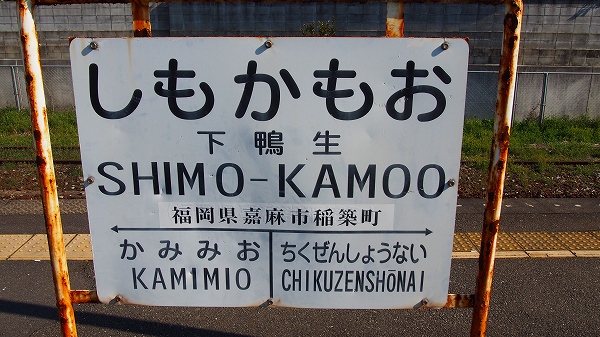 しもかもお
下鴨生
SHIMO-KAMOO
福岡県嘉麻市稲築町
かみみお ちくぜんしょうない
KAMIMIO CHIKUZENSHŌNAI